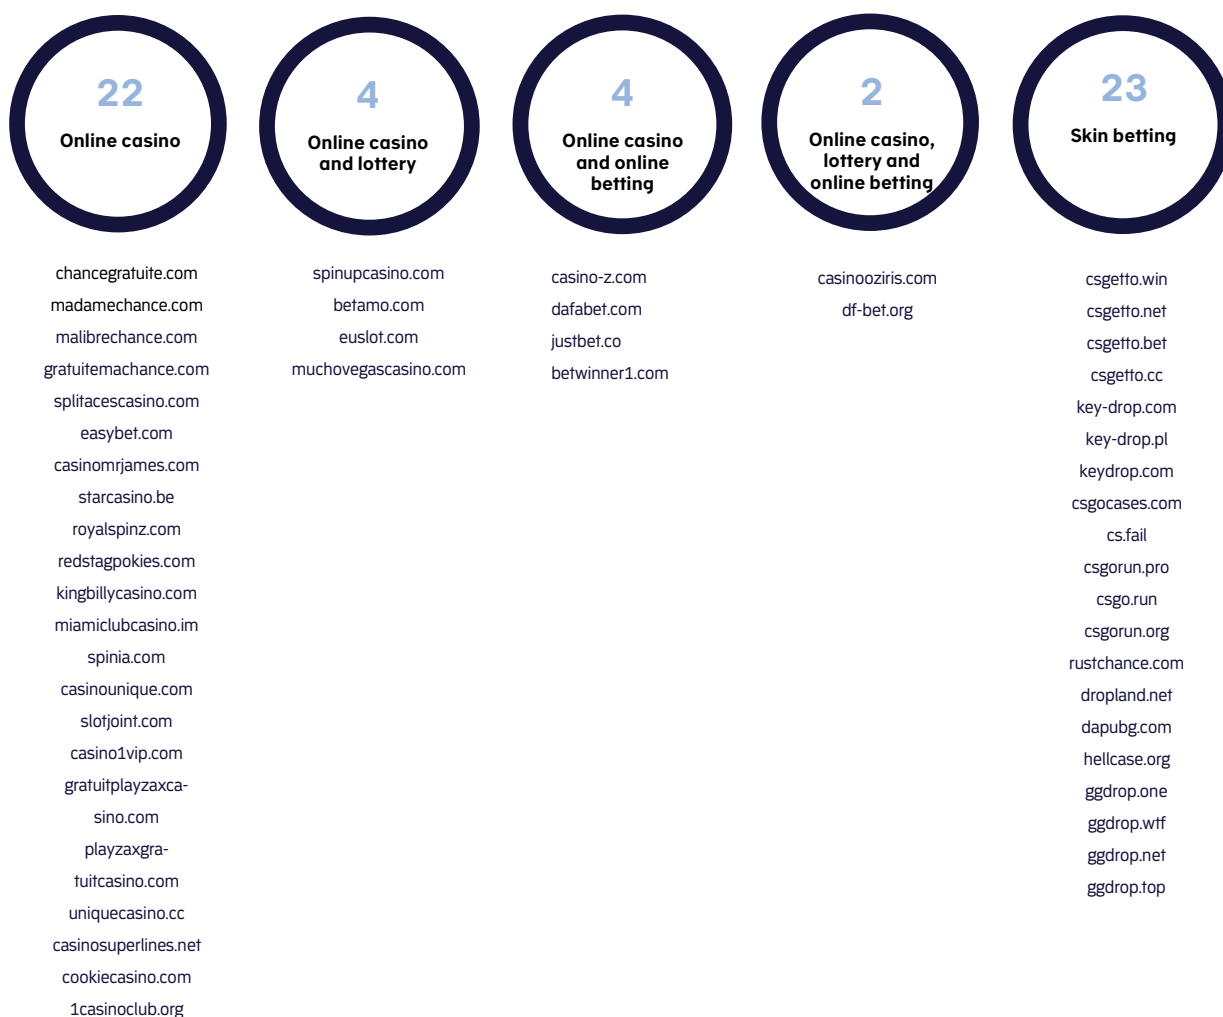 22
Online casino
chancegratuite.com
madamechance.com
malibrechance.com
gratuitemachance.com
splitacescasino.com
easybet.com
casinomrjames.com
starcasino.be
royalspinz.com
redstagpokies.com
kingbillycasino.com
miamiclubcasino.im
spinia.com
casinounique.com
slotjoint.com
casino1vip.com
gratuitplayzaxca-
sino.com
playzaxgra-
tuitcasino.com
uniquecasino.cc
casinosuperlines.net
cookiecasino.com
1casinoclub.org
4
Online casino
and lottery
spinupcasino.com
betamo.com
euslot.com
muchovegascasino.com
4
Online casino
and online
betting
casino-z.com
dafabet.com
justbet.co
betwinner1.com
2
Online casino,
lottery and
online betting
casinooziris.com
df-bet.org
23
Skin betting
csgetto.win
csgetto.net
csgetto.bet
csgetto.cc
key-drop.com
key-drop.pl
keydrop.com
csgocases.com
cs.fail
csgorun.pro
csgo.run
csgorun.org
rustchance.com
dropland.net
dapubg.com
hellcase.org
ggdrop.one
ggdrop.wtf
ggdrop.net
ggdrop.top